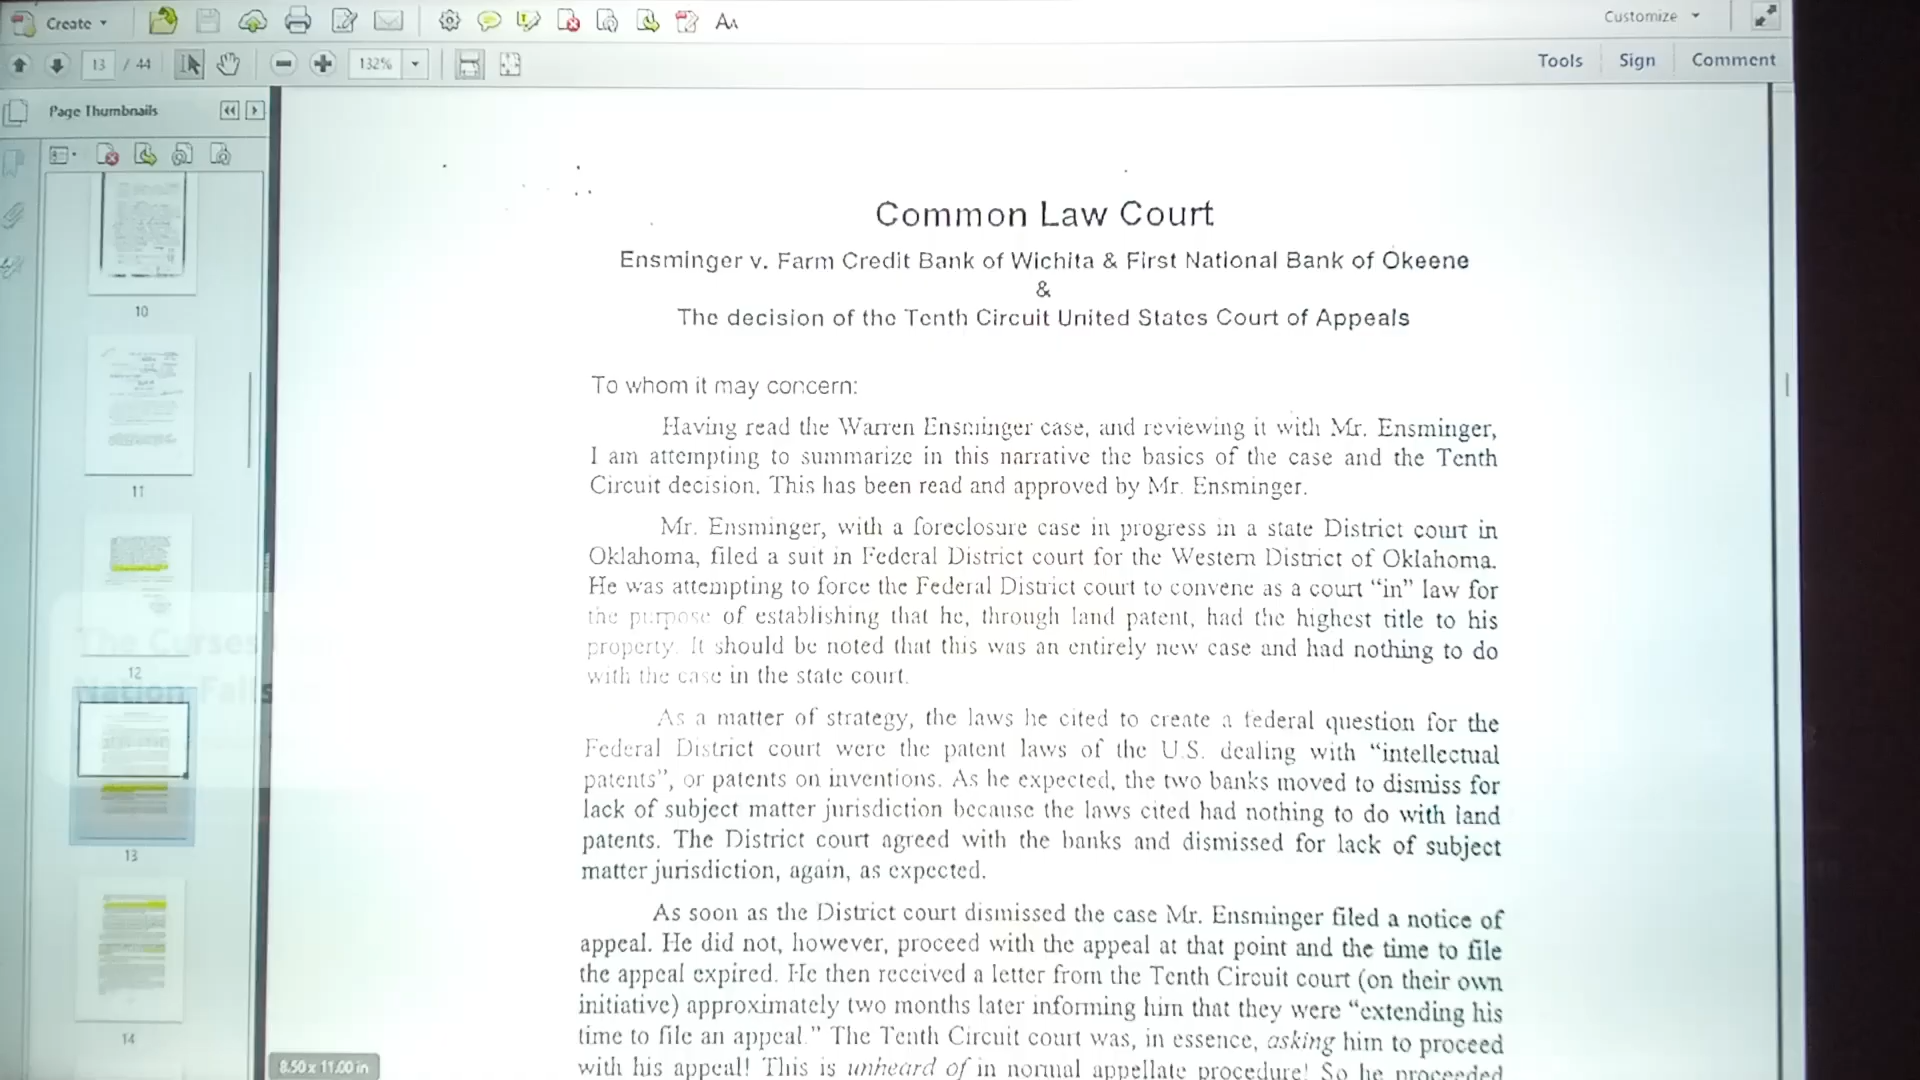 Create
Customize
13 / 44
132%
Tools
Sign
Comment
Page Thumbnails
10
11
12
13
14
The Curses
Nation Falls
8.50 x 11.00 in
Common Law Court
Ensminger v. Farm Credit Bank of Wichita & First National Bank of Okeene
&
The decision of the Tenth Circuit United States Court of Appeals
To whom it may concern:
Having read the Warren Ensminger case, and reviewing it with Mr. Ensminger,
I am attempting to summarize in this narrative the basics of the case and the Tenth
Circuit decision. This has been read and approved by Mr. Ensminger.
Mr. Ensminger, with a foreclosure case in progress in a state District court in
Oklahoma, filed a suit in Federal District court for the Western District of Oklahoma.
He was attempting to force the Federal District court to convene as a court “in” law for
the purpose of establishing that he, through land patent, had the highest title to his
property. It should be noted that this was an entirely new case and had nothing to do
with the case in the state court.
As a matter of strategy, the laws he cited to create a federal question for the
Federal District court were the patent laws of the U.S. dealing with “intellectual
patents”, or patents on inventions. As he expected, the two banks moved to dismiss for
lack of subject matter jurisdiction because the laws cited had nothing to do with land
patents. The District court agreed with the banks and dismissed for lack of subject
matter jurisdiction, again, as expected.
As soon as the District court dismissed the case Mr. Ensminger filed a notice of
appeal. He did not, however, proceed with the appeal at that point and the time to file
the appeal expired. He then received a letter from the Tenth Circuit court (on their own
initiative) approximately two months later informing him that they were “extending his
time to file an appeal.” The Tenth Circuit court was, in essence, asking him to proceed
with his appeal! This is unheard of in normal appellate procedure! So he proceeded